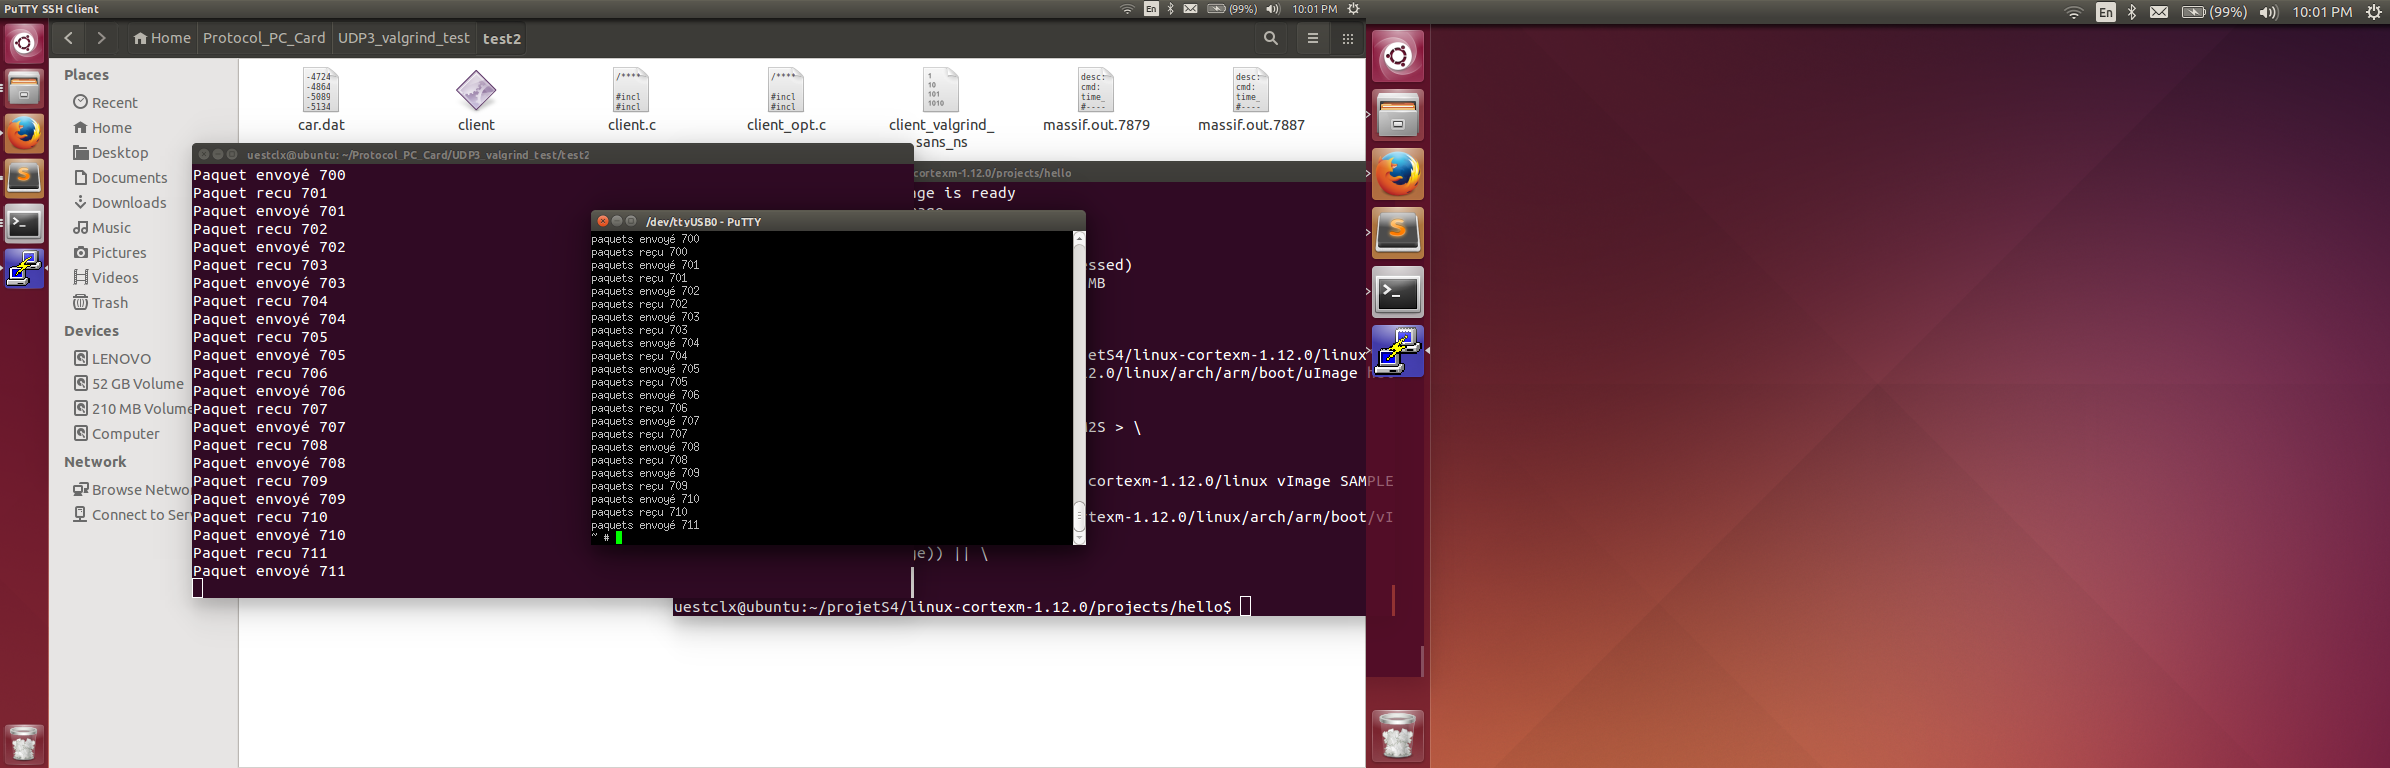 PuTTY SSH Client
En
(99%)
10:01 PM
En
(99%)
10:01 PM
Home
Protocol_PC_Card
UDP3_valgrind_test
test2
Places
Recent
Home
Desktop
Documents
Downloads
Music
Pictures
Videos
Trash
Devices
LENOVO
52 GB Volume
210 MB Volume
Computer
Network
Browse Netwo
Connect to Ser
-4724
-4864
-5089
-5134
car.dat
client
/****
#incl
#incl
client.c
/****
#incl
#incl
client_opt.c
1
10
101
1010
client_valgrind_
sans_ns
desc:
cmd:
time_
#----
massif.out.7879
desc:
cmd:
time_
#----
massif.out.7887
uestclx@ubuntu: ~/Protocol_PC_Card/UDP3_valgrind_test/test2
Paquet envoyé 700
Paquet recu 701
Paquet envoyé 701
Paquet recu 702
Paquet envoyé 702
Paquet recu 703
Paquet envoyé 703
Paquet recu 704
Paquet envoyé 704
Paquet recu 705
Paquet envoyé 705
Paquet recu 706
Paquet envoyé 706
Paquet recu 707
Paquet envoyé 707
Paquet recu 708
Paquet envoyé 708
Paquet recu 709
Paquet envoyé 709
Paquet recu 710
Paquet envoyé 710
Paquet recu 711
Paquet envoyé 711
/dev/ttyUSB0 - PuTTY
paquets envoyé 700
paquets reçu 700
paquets envoyé 701
paquets reçu 701
paquets envoyé 702
paquets reçu 702
paquets envoyé 703
paquets reçu 703
paquets envoyé 704
paquets reçu 704
paquets envoyé 705
paquets reçu 705
paquets envoyé 706
paquets reçu 706
paquets envoyé 707
paquets reçu 707
paquets envoyé 708
paquets reçu 708
paquets envoyé 709
paquets reçu 709
paquets envoyé 710
paquets reçu 710
paquets envoyé 711
~ #
cortexm-1.12.0/projects/hello
ge is ready
ssed)
MB
etS4/linux-cortexm-1.12.0/linux
2.0/linux/arch/arm/boot/uImage
2S > \
cortexm-1.12.0/linux vImage SAMPLE
texm-1.12.0/linux/arch/arm/boot/vI
ge)) || \
uestclx@ubuntu:~/projetS4/linux-cortexm-1.12.0/projects/hello$